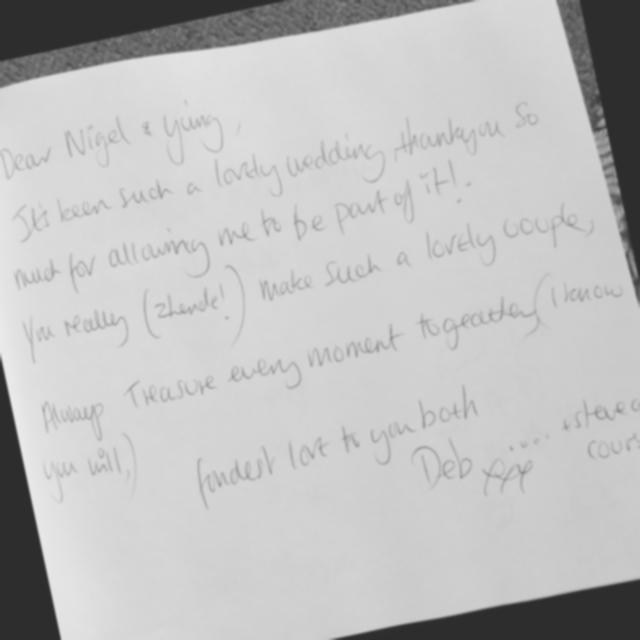 Dear Nigel & Ying,
It's been such a lovely wedding, thankyou so
much for allowing me to be part of it!.
You really (zhende!) make such a lovely couple,
Always Treasure every moment together, (I know
you will,)
fondest love to you both
Deb xxx .... + steve o
cours